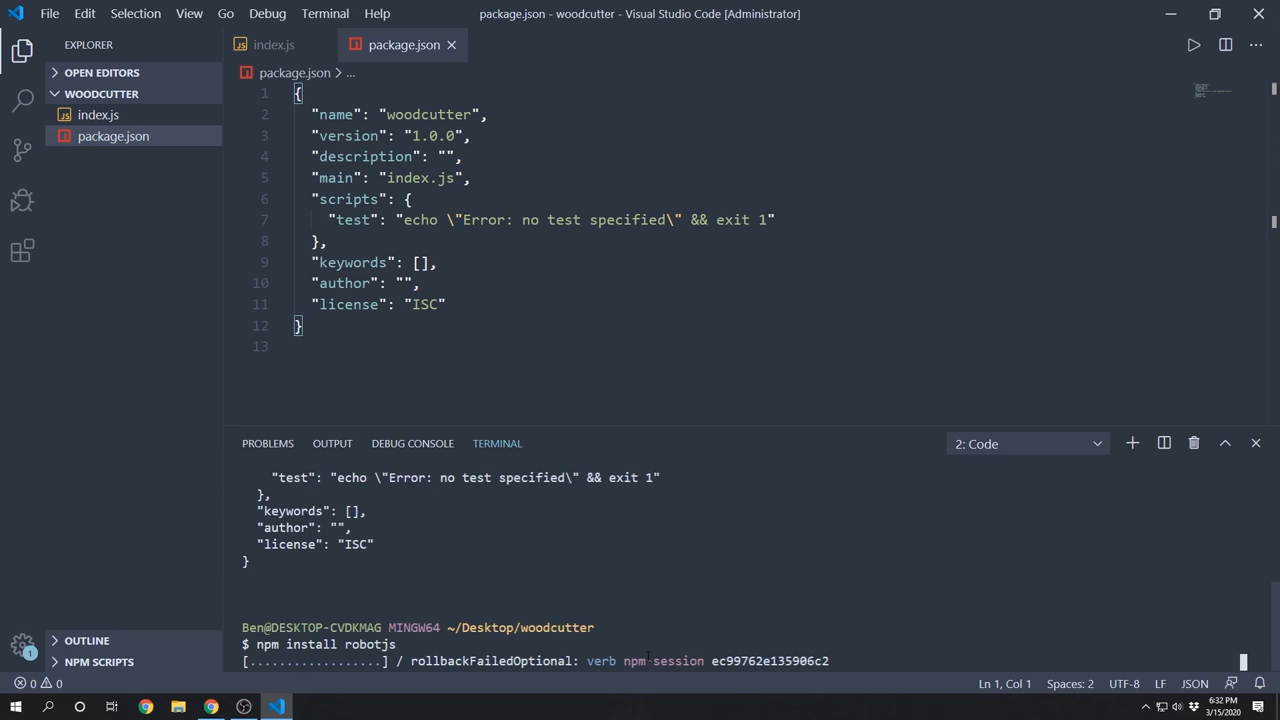 File Edit Selection View Go Debug Terminal Help
package.json - woodcutter - Visual Studio Code [Administrator]
EXPLORER
JS index.js
package.json
OPEN EDITORS
WOODCUTTER
JS index.js
package.json
package.json > ...
1 {
2 "name": "woodcutter",
3 "version": "1.0.0",
4 "description": "",
5 "main": "index.js",
6 "scripts": {
7 "test": "echo \"Error: no test specified\" && exit 1"
8 },
9 "keywords": [],
10 "author": "",
11 "license": "ISC"
12 }
13
PROBLEMS OUTPUT DEBUG CONSOLE TERMINAL
2: Code
"test": "echo \"Error: no test specified\" && exit 1"
},
"keywords": [],
"author": "",
"license": "ISC"
}
Ben@DESKTOP-CVDKMAG MINGW64 ~/Desktop/woodcutter
$ npm install robotjs
[..................] / rollbackFailedOptional: verb npm-session ec99762e135906c2
OUTLINE
NPM SCRIPTS
1
0 0
Ln 1, Col 1 Spaces: 2 UTF-8 LF JSON
6:32 PM
3/15/2020